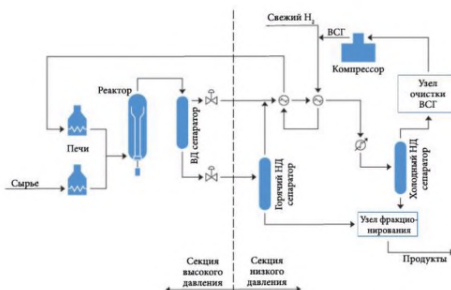 Свежий H₂
ВСГ
Компрессор
Узел
очистки
ВСГ
Реактор
ВД сепаратор
Печи
Сырье
Горячий НД
сепаратор
Холодный НД
сепаратор
Узел фракцио-
нирования
Продукты
Секция
высокого
давления
Секция
низкого
давления